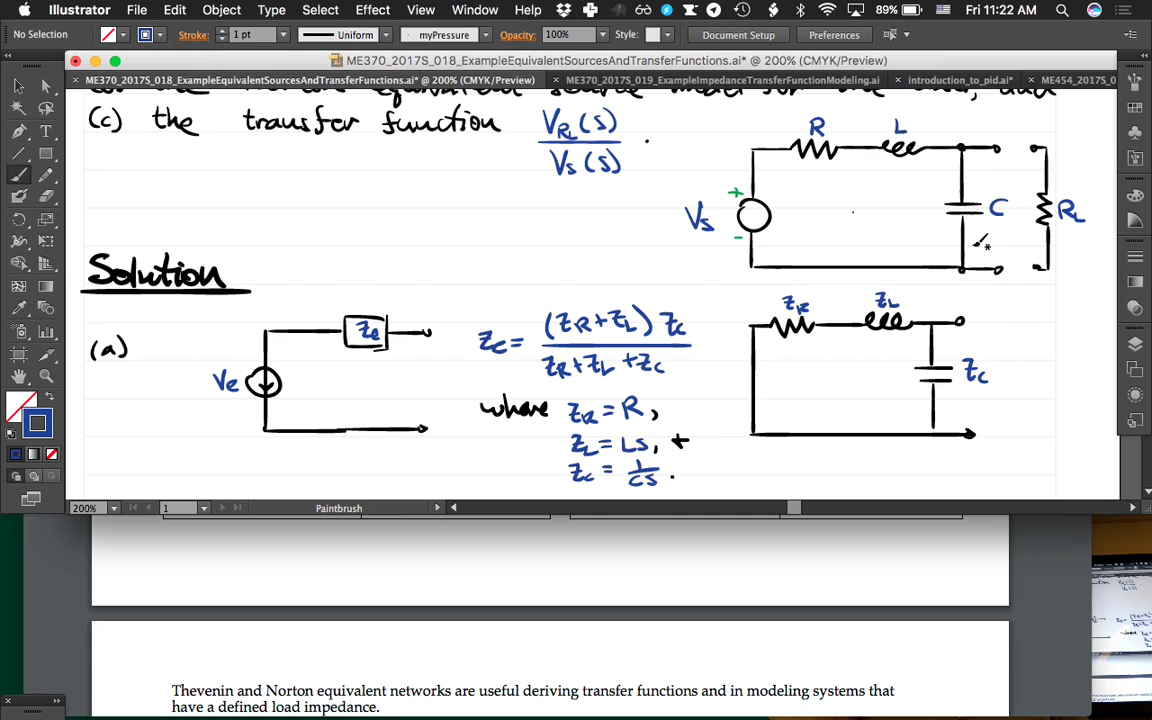 Illustrator File Edit Object Type Select Effect View Window Help 89% Fri 11:22 AM
No Selection Stroke: 1 pt Uniform myPressure Opacity: 100% Style: Document Setup Preferences
ME370_2017S_018_ExampleEquivalentSourcesAndTransferFunctions.ai* @ 200% (CMYK/Preview)
ME370_2017S_018_ExampleEquivalentSourcesAndTransferFunctions.ai* @ 200% (CMYK/Preview) ME370_2017S_019_ExampleImpedanceTransferFunctionModeling.ai introduction_to_pid.ai* ME454_2017S_0
(c) the transfer function VRL(s)
Vs(s) .
R L
+
Vs
-
C RL
Solution
(a)
Ve
Ze
Ze = (ZR+ZL) Zc
ZR+ZL+Zc
where ZR = R,
ZL = LS, +
Zc = 1
CS .
ZR ZL
Zc
200% 1 Paintbrush
Thevenin and Norton equivalent networks are useful deriving transfer functions and in modeling systems that
have a defined load impedance.